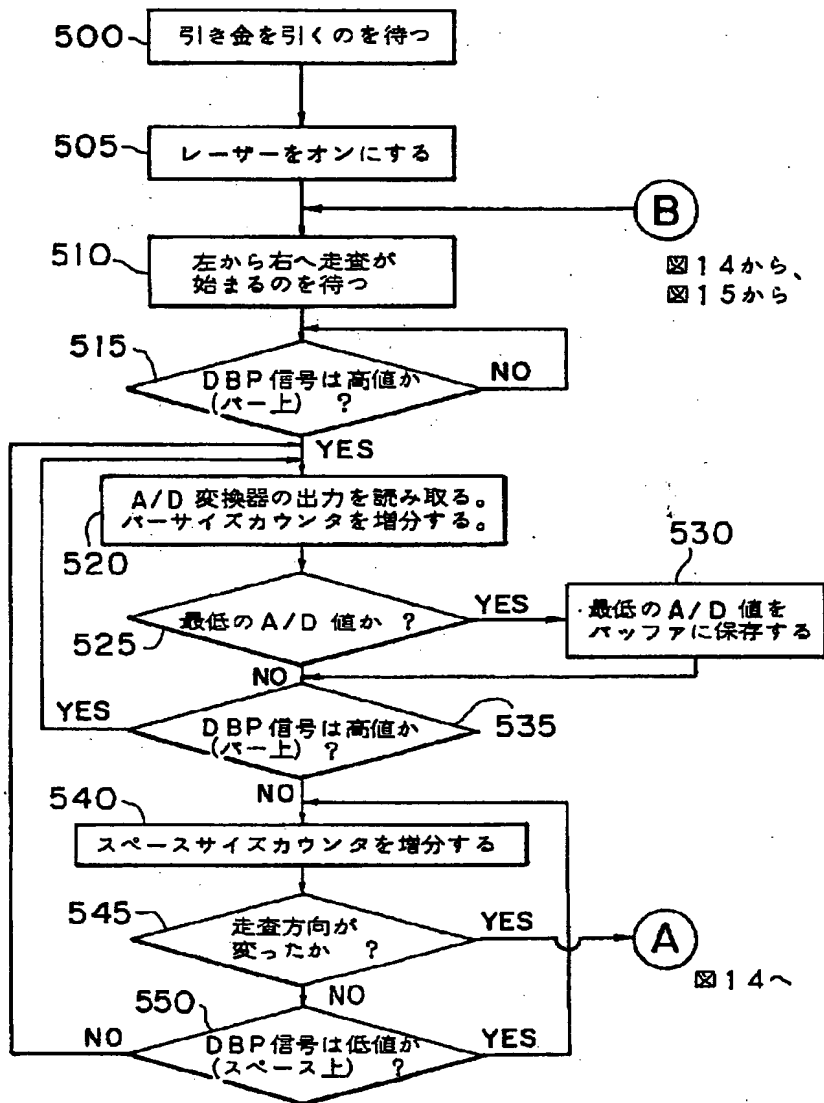 500
引き金を引くのを待つ
505
レーザーをオンにする
B
図14から、
図15から
510
左から右へ走査が
始まるのを待つ
515
DBP信号は高値か
(バー上) ?
NO
YES
A/D変換器の出力を読み取る。
バーサイズカウンタを増分する。
520
530
最低のA/D値か ?
525
YES
最低のA/D値を
バッファに保存する
NO
YES
DBP信号は高値か
(バー上) ?
535
NO
540
スペースサイズカウンタを増分する
545
走査方向が
変ったか ?
YES
A
図14へ
NO
550
NO
DBP信号は低値か
(スペース上) ?
YES